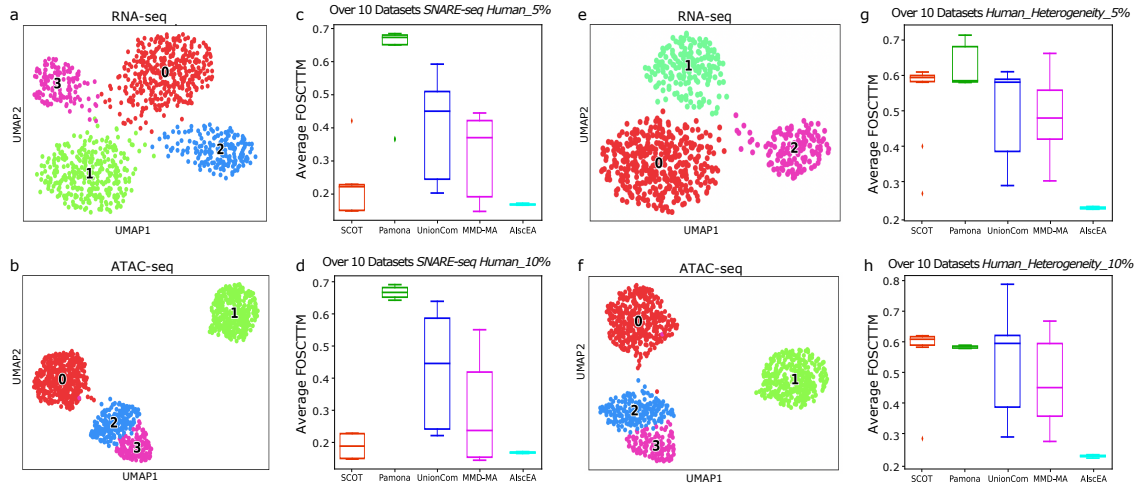 a
RNA-seq
0
3
2
1
UMAP2
UMAP1
c
Over 10 Datasets SNARE-seq Human_5%
Average FOSCTTM
0.7
0.6
0.5
0.4
0.3
0.2
SCOT
Pamona
UnionCom
MMD-MA
AlscEA
e
RNA-seq
1
0
2
UMAP2
UMAP1
g
Over 10 Datasets Human_Heterogeneity_5%
Average FOSCTTM
0.7
0.6
0.5
0.4
0.3
0.2
SCOT
Pamona
UnionCom
MMD-MA
AlscEA
b
ATAC-seq
1
0
2
3
UMAP2
UMAP1
d
Over 10 Datasets SNARE-seq Human_10%
Average FOSCTTM
0.7
0.6
0.5
0.4
0.3
0.2
SCOT
Pamona
UnionCom
MMD-MA
AlscEA
f
ATAC-seq
0
1
2
3
UMAP2
UMAP1
h
Over 10 Datasets Human_Heterogeneity_10%
Average FOSCTTM
0.8
0.7
0.6
0.5
0.4
0.3
0.2
SCOT
Pamona
UnionCom
MMD-MA
AlscEA